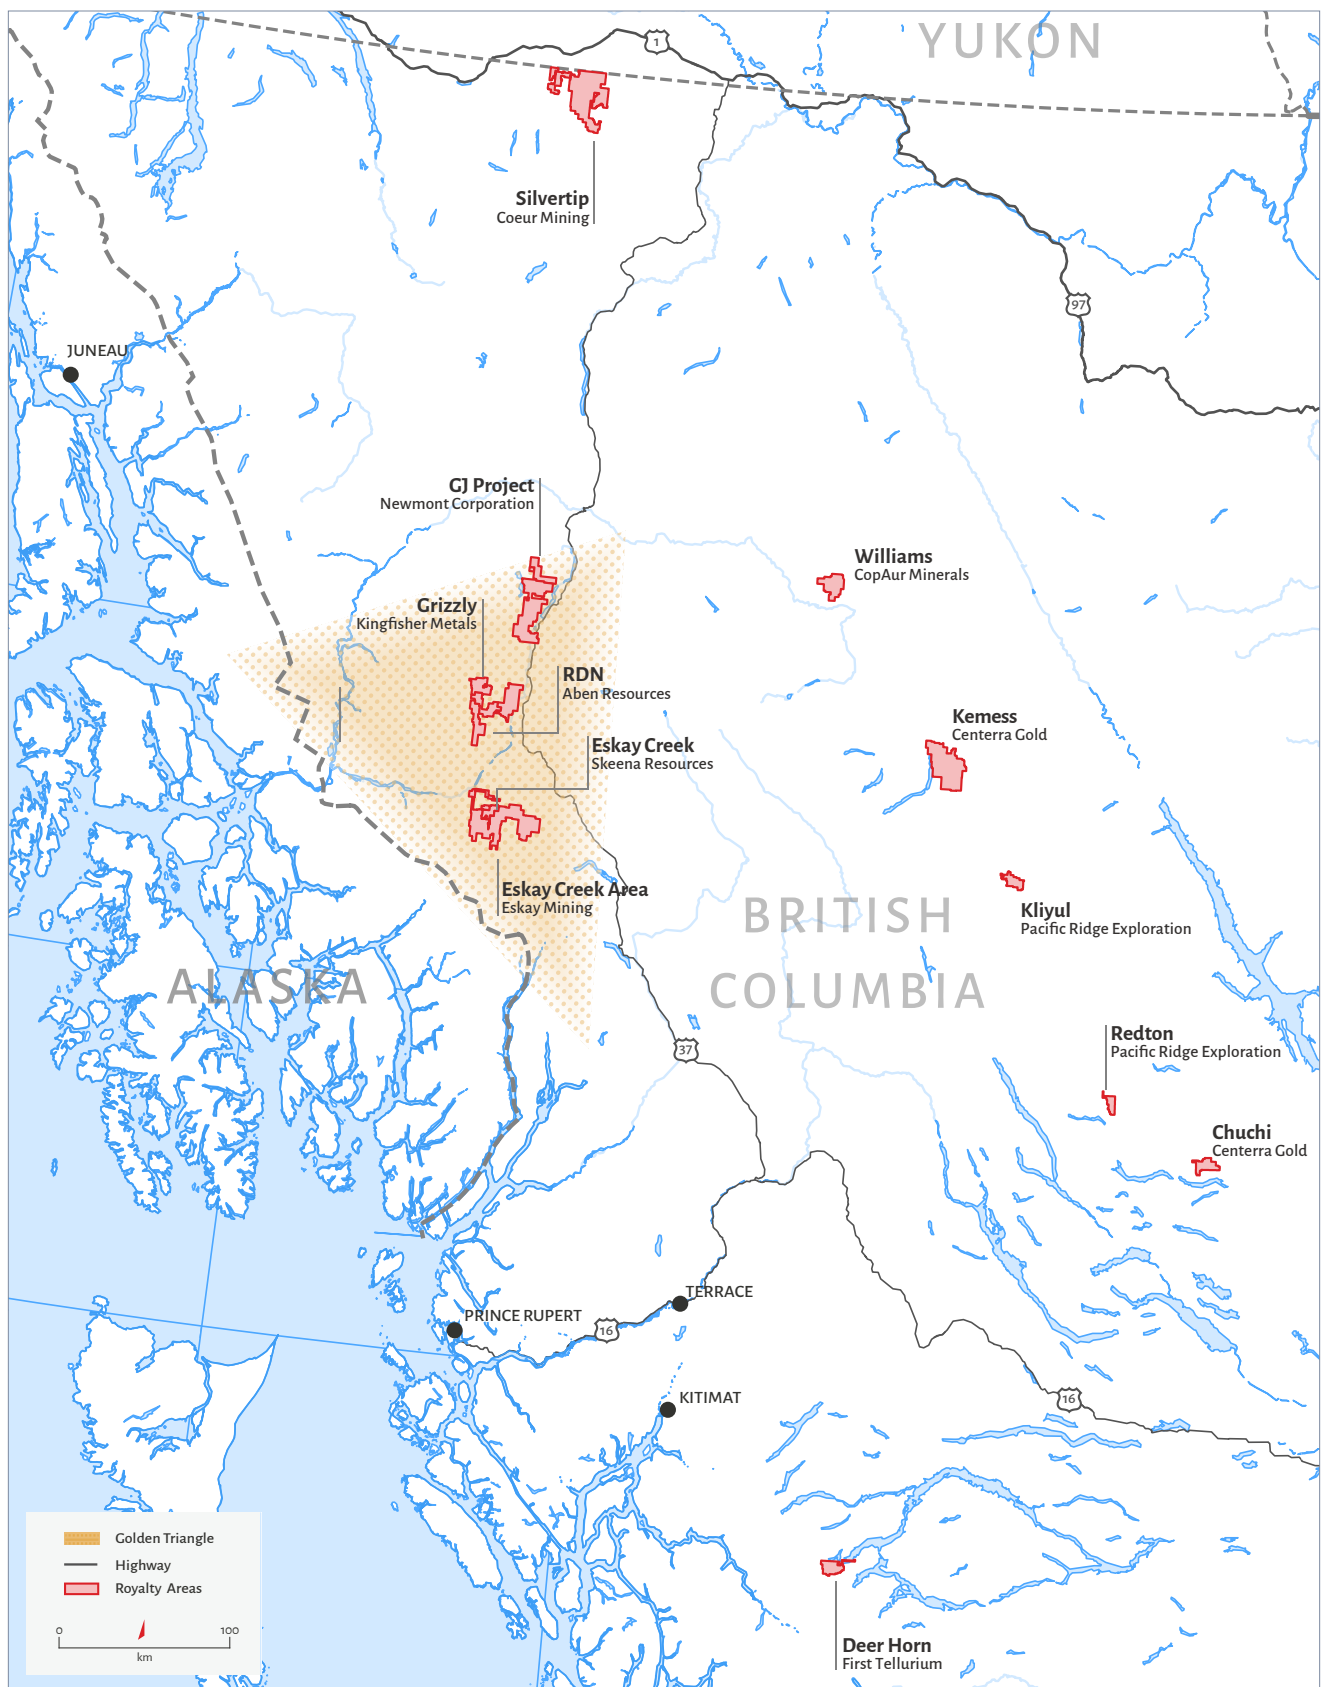 YUKON
1
Silvertip
Coeur Mining
97
JUNEAU
GJ Project
Newmont Corporation
Williams
CopAur Minerals
Grizzly
Kingfisher Metals
RDN
Aben Resources
Kemess
Centerra Gold
Eskay Creek
Skeena Resources
Eskay Creek Area
Eskay Mining
Kliyul
Pacific Ridge Exploration
BRITISH
COLUMBIA
ALASKA
37
Redton
Pacific Ridge Exploration
Chuchi
Centerra Gold
TERRACE
PRINCE RUPERT
16
KITIMAT
16
Golden Triangle
Highway
Royalty Areas
0 100
km
Deer Horn
First Tellurium